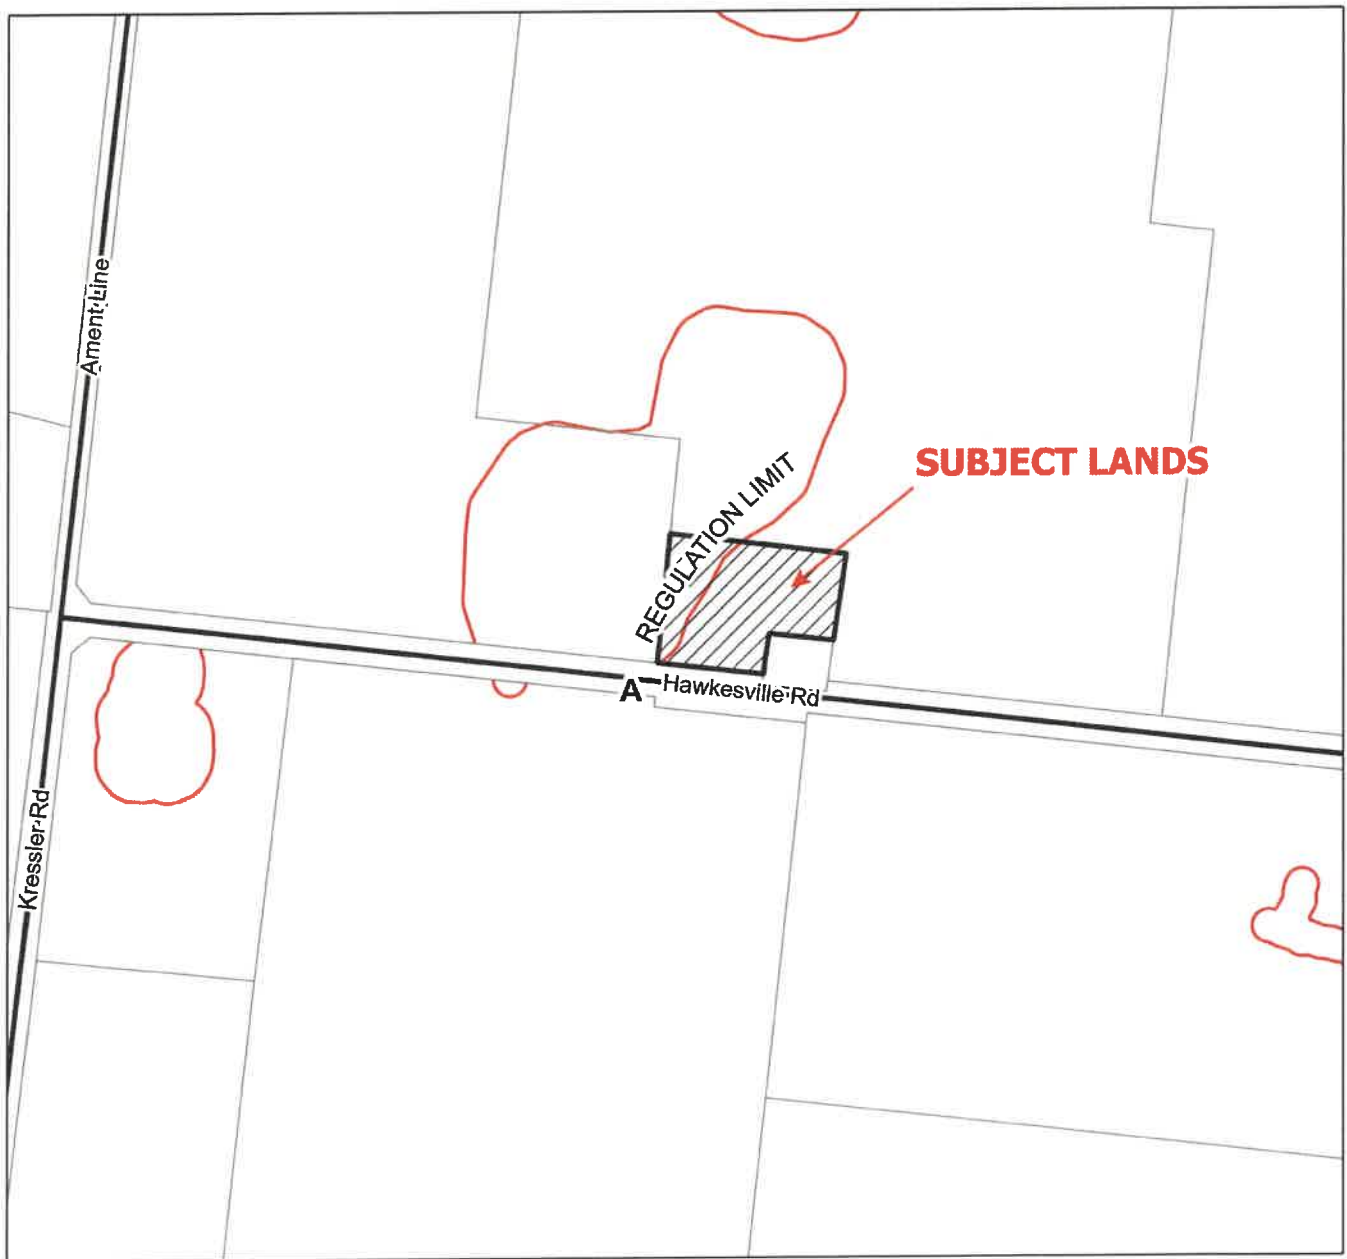 Ament Line
SUBJECT LANDS
REGULATION LIMIT
A
Hawkesville Rd
Kressler Rd